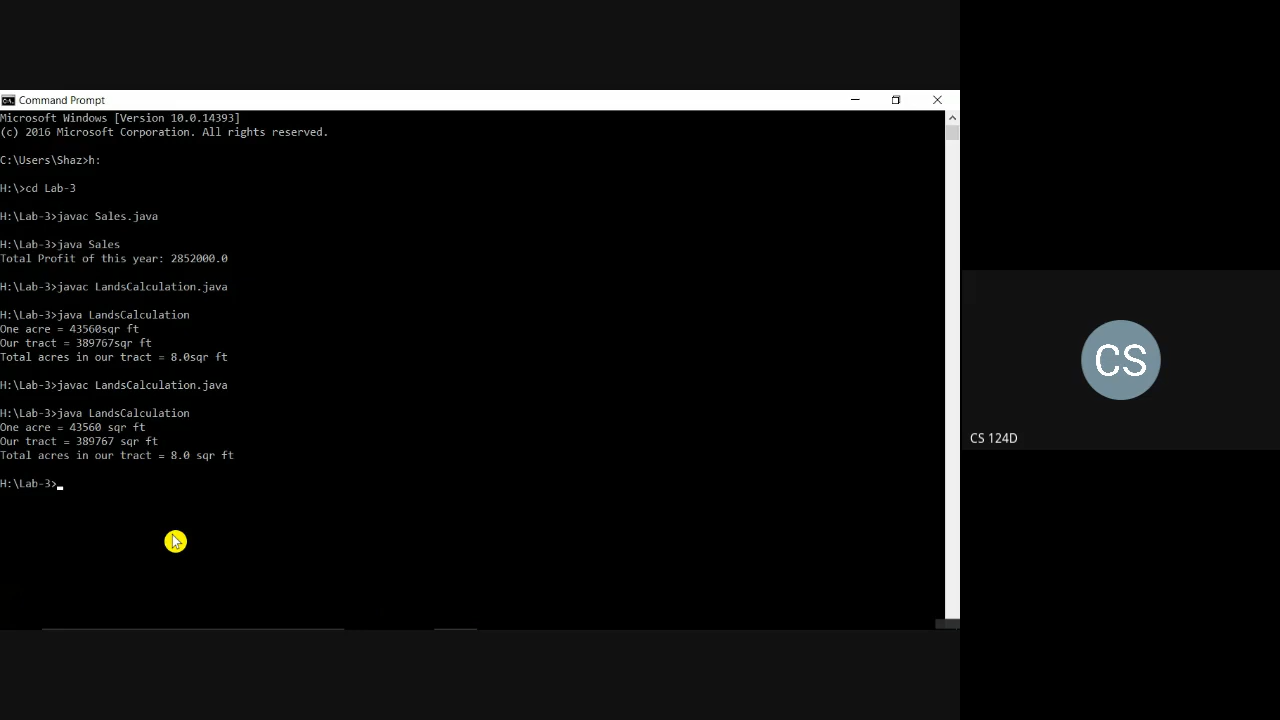 Command Prompt
Microsoft Windows [Version 10.0.14393]
(c) 2016 Microsoft Corporation. All rights reserved.
C:\Users\Shaz>h:
H:\>cd Lab-3
H:\Lab-3>javac Sales.java
H:\Lab-3>java Sales
Total Profit of this year: 2852000.0
H:\Lab-3>javac LandsCalculation.java
H:\Lab-3>java LandsCalculation
One acre = 43560sqr ft
Our tract = 389767sqr ft
Total acres in our tract = 8.0sqr ft
H:\Lab-3>javac LandsCalculation.java
H:\Lab-3>java LandsCalculation
One acre = 43560 sqr ft
Our tract = 389767 sqr ft
Total acres in our tract = 8.0 sqr ft
H:\Lab-3>
CS
CS 124D